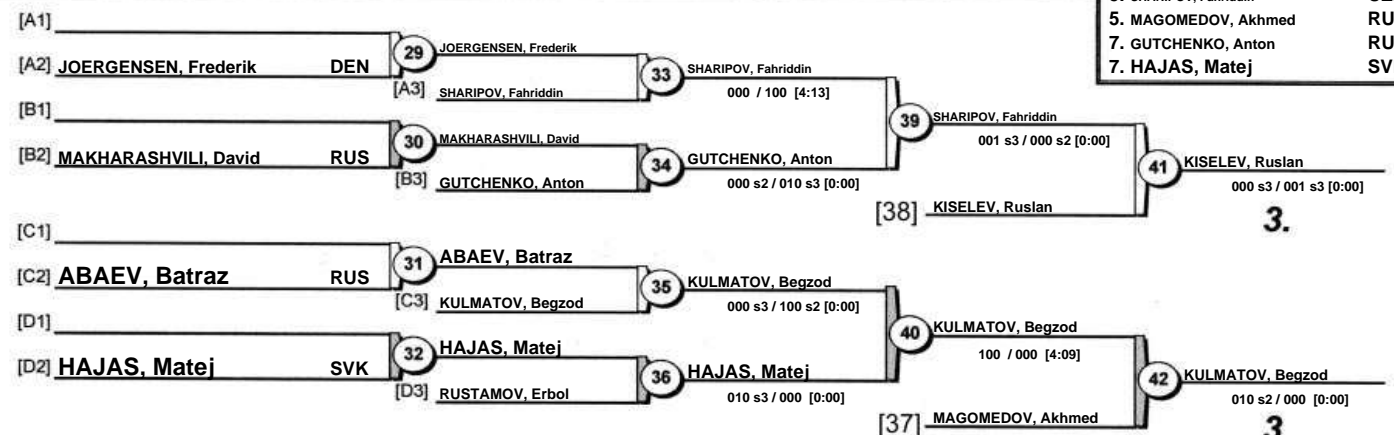 5. MAGOMEDOV, Akhmed RU
7. GUTCHENKO, Anton RU
7. HAJAS, Matej SV
[A1]
[A2] JOERGENSEN, Frederik DEN
29
JOERGENSEN, Frederik
[A3]
SHARIPOV, Fahriddin
33
SHARIPOV, Fahriddin
000 / 100 [4:13]
[B1]
[B2] MAKHARASHVILI, David RUS
30
MAKHARASHVILI, David
[B3]
GUTCHENKO, Anton
34
GUTCHENKO, Anton
000 s2 / 010 s3 [0:00]
39
SHARIPOV, Fahriddin
001 s3 / 000 s2 [0:00]
[38] KISELEV, Ruslan
41
KISELEV, Ruslan
000 s3 / 001 s3 [0:00]
3.
[C1]
[C2] ABAEV, Batraz RUS
31
ABAEV, Batraz
[C3]
KULMATOV, Begzod
35
KULMATOV, Begzod
000 s3 / 100 s2 [0:00]
[D1]
[D2] HAJAS, Matej SVK
32
HAJAS, Matej
[D3]
RUSTAMOV, Erbol
36
HAJAS, Matej
010 s3 / 000 [0:00]
40
KULMATOV, Begzod
100 / 000 [4:09]
[37] MAGOMEDOV, Akhmed
42
KULMATOV, Begzod
010 s2 / 000 [0:00]
3